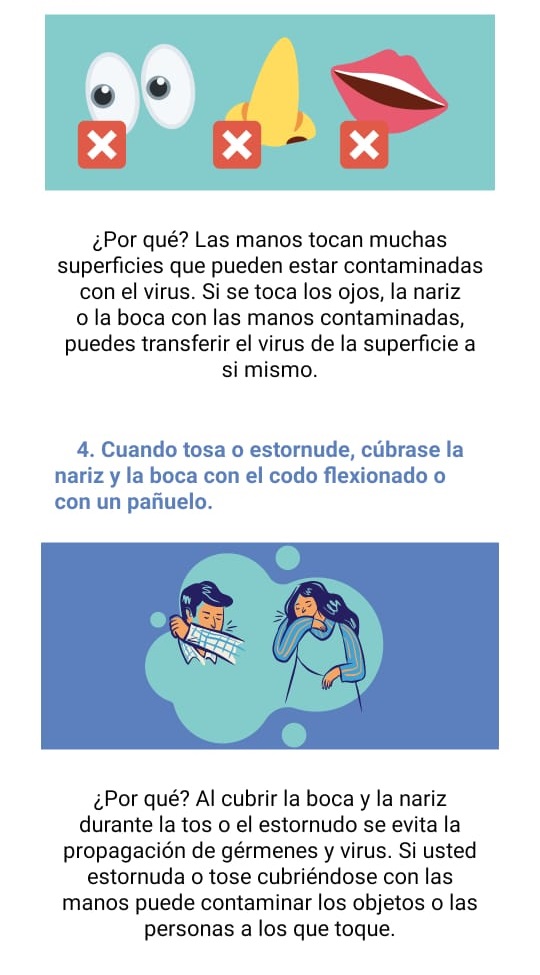 ¿Por qué? Las manos tocan muchas
superficies que pueden estar contaminadas
con el virus. Si se toca los ojos, la nariz
o la boca con las manos contaminadas,
puedes transferir el virus de la superficie a
si mismo.
4. Cuando tosa o estornude, cúbrase la
nariz y la boca con el codo flexionado o
con un pañuelo.
¿Por qué? Al cubrir la boca y la nariz
durante la tos o el estornudo se evita la
propagación de gérmenes y virus. Si usted
estornuda o tose cubriéndose con las
manos puede contaminar los objetos o las
personas a los que toque.